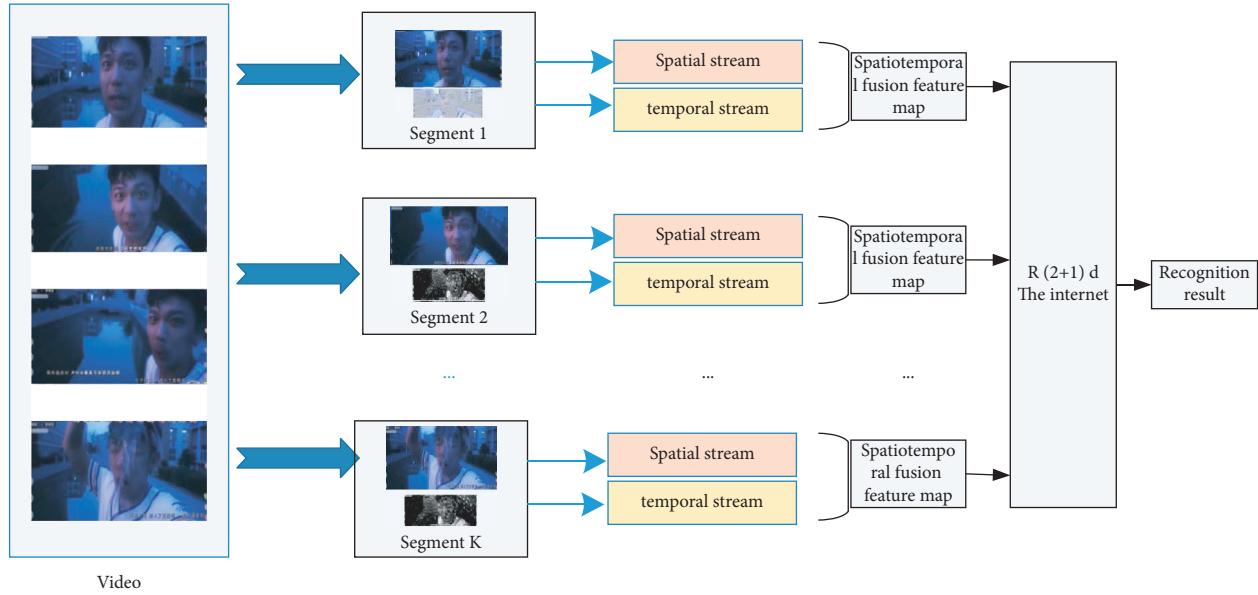 Segment 1
Spatial stream
temporal stream
Spatiotempora
l fusion feature
map
Segment 2
Spatial stream
temporal stream
Spatiotempora
l fusion feature
map
...
...
...
Segment K
Spatial stream
temporal stream
Spatiotempo
ral fusion
feature map
R (2+1) d
The internet
Recognition
result
Video